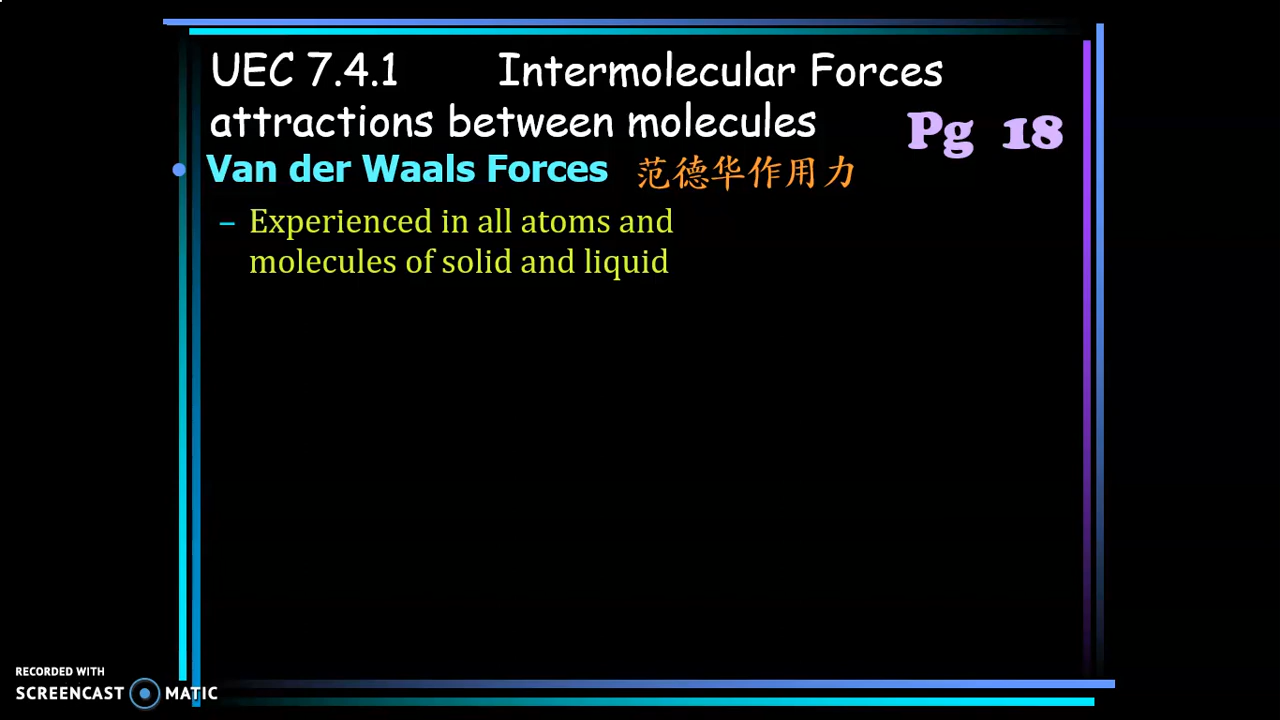 UEC 7.4.1 Intermolecular Forces
attractions between molecules
Pg 18
• Van der Waals Forces 范德华作用力
– Experienced in all atoms and
molecules of solid and liquid
RECORDED WITH
SCREENCAST MATIC